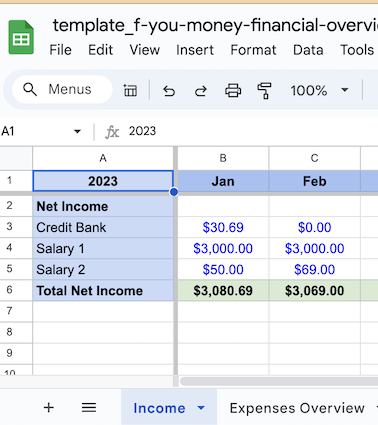 template_f-you-money-financial-overvi
File Edit View Insert Format Data Tools
Menus 100%
A1 fx 2023
A B C
1 2023 Jan Feb
2 Net Income
3 Credit Bank $30.69 $0.00
4 Salary 1 $3,000.00 $3,000.00
5 Salary 2 $50.00 $69.00
6 Total Net Income $3,080.69 $3,069.00
7
8
9
10
+ Income Expenses Overview